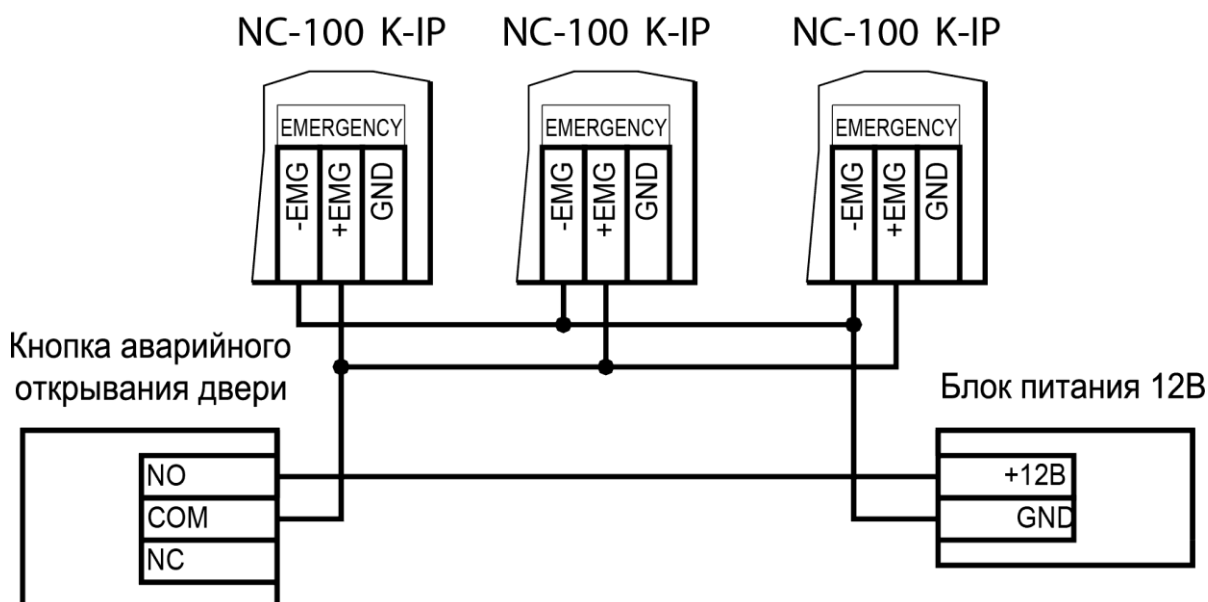 NC-100 K-IP NC-100 K-IP NC-100 K-IP
EMERGENCY EMERGENCY EMERGENCY
-EMG +EMG GND -EMG +EMG GND -EMG +EMG GND
Кнопка аварийного
открывания двери
Блок питания 12В
NO
COM
NC
+12В
GND